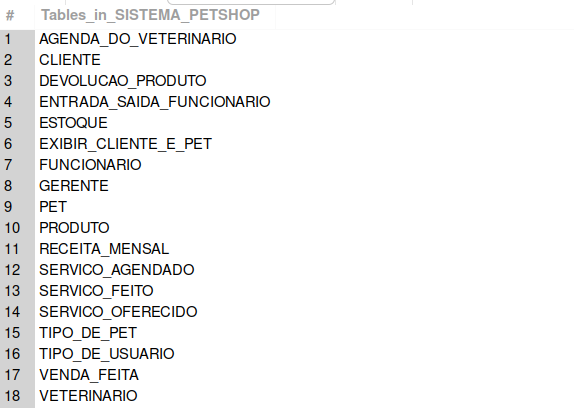 # Tables_in_SISTEMA_PETSHOP
1 AGENDA_DO_VETERINARIO
2 CLIENTE
3 DEVOLUCAO_PRODUTO
4 ENTRADA_SAIDA_FUNCIONARIO
5 ESTOQUE
6 EXIBIR_CLIENTE_E_PET
7 FUNCIONARIO
8 GERENTE
9 PET
10 PRODUTO
11 RECEITA_MENSAL
12 SERVICO_AGENDADO
13 SERVICO_FEITO
14 SERVICO_OFERECIDO
15 TIPO_DE_PET
16 TIPO_DE_USUARIO
17 VENDA_FEITA
18 VETERINARIO